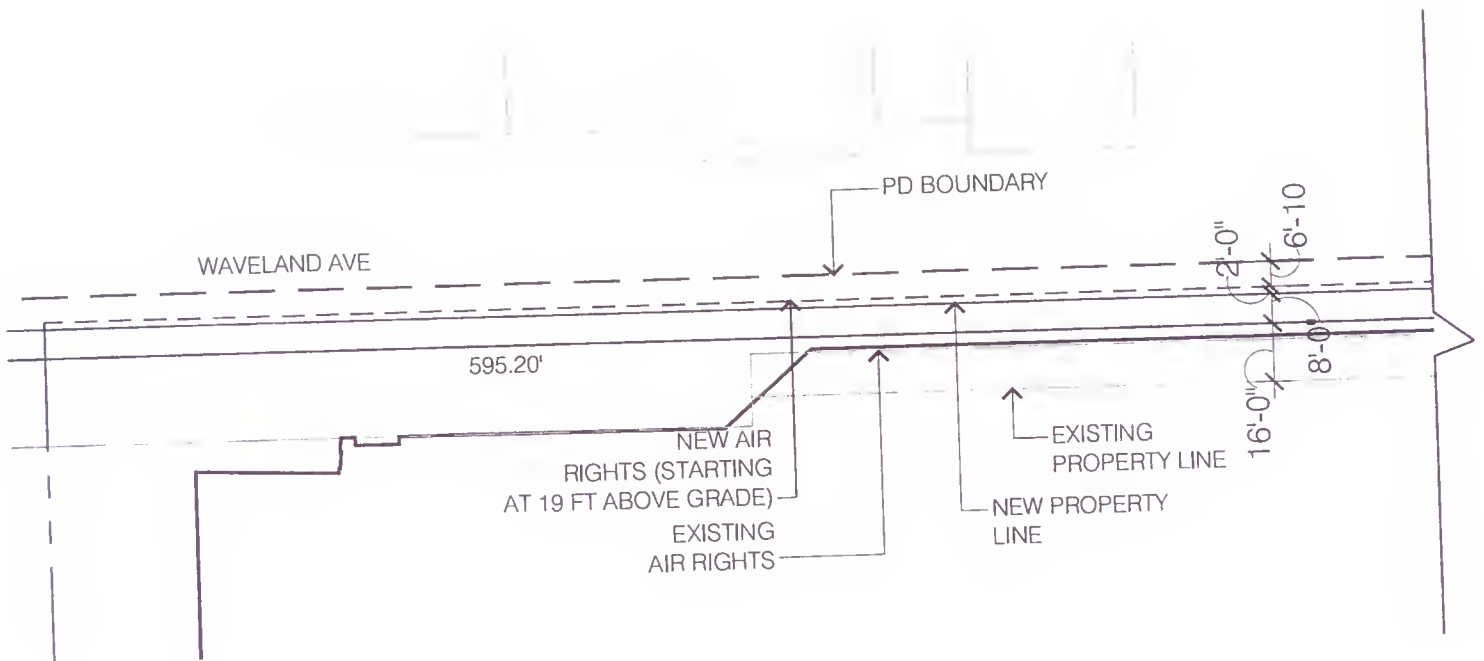 PD BOUNDARY
WAVELAND AVE
2'-0"
6'-10
595.20'
8'-0"
16'-0"
NEW AIR
RIGHTS (STARTING
AT 19 FT ABOVE GRADE)
EXISTING
AIR RIGHTS
EXISTING
PROPERTY LINE
NEW PROPERTY
LINE